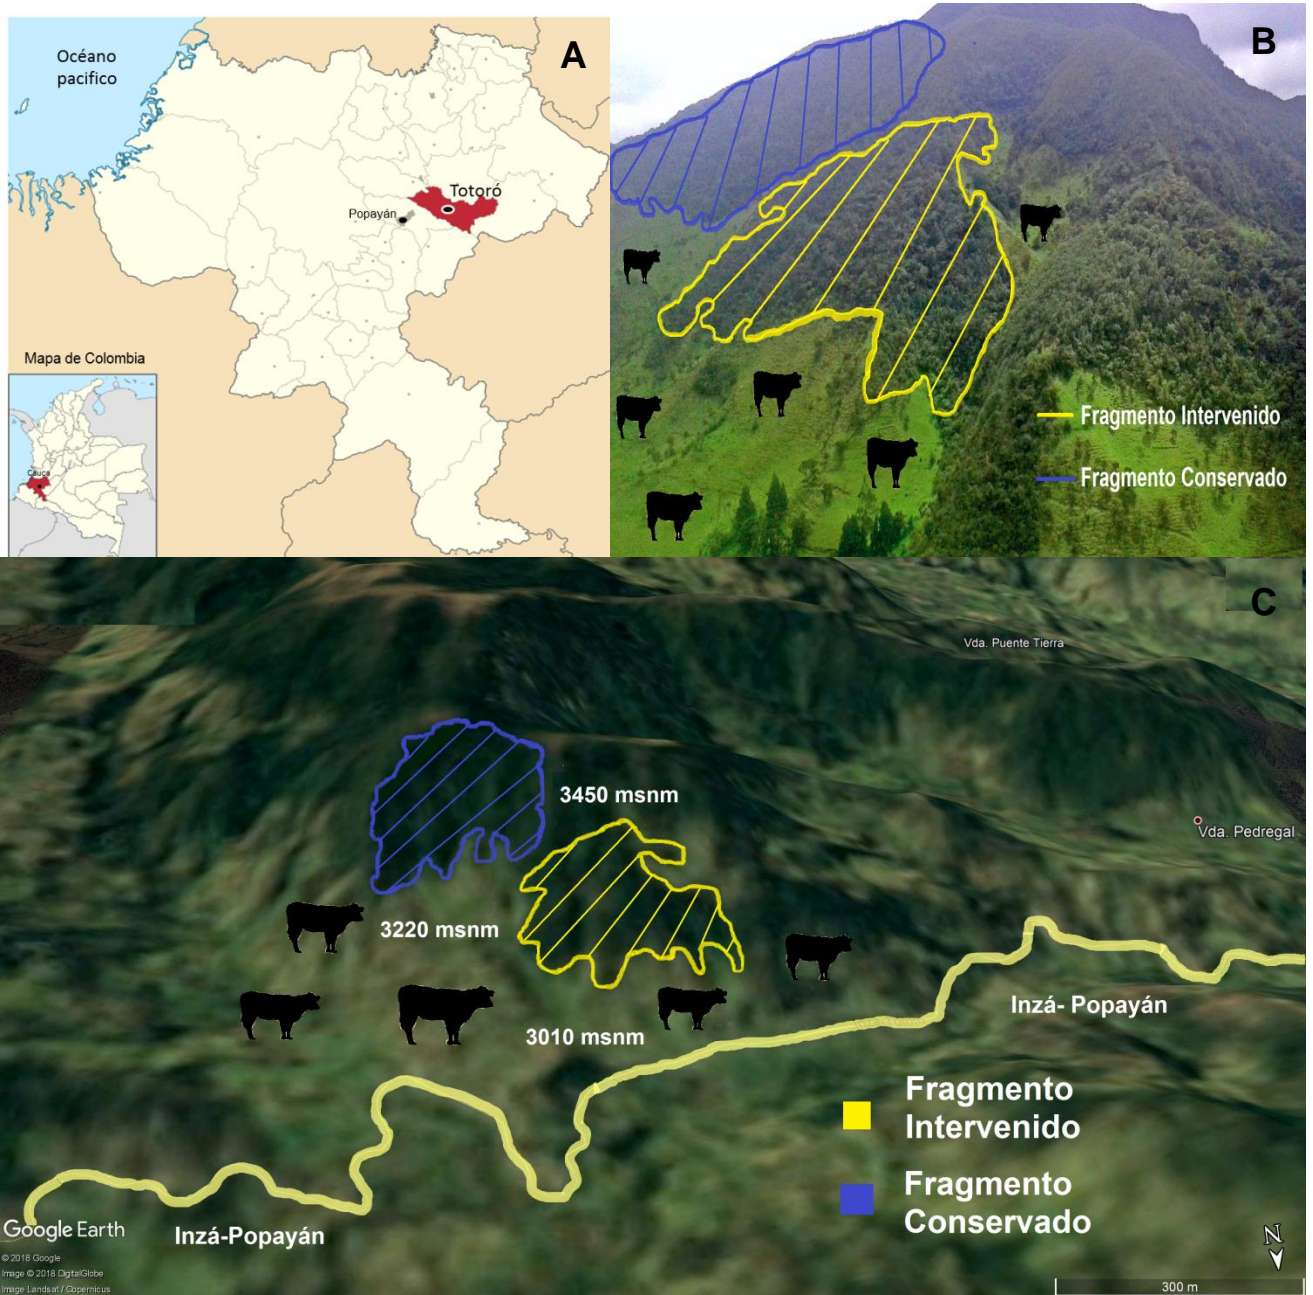 Océano
pacifico
A
Totoró
Popayán
Mapa de Colombia
Cauca
B
Fragmento Intervenido
Fragmento Conservado
C
Vda. Puente Tierra
3450 msnm
Vda. Pedregal
3220 msnm
Inzá- Popayán
3010 msnm
Fragmento
Intervenido
Fragmento
Conservado
Google Earth
Inzá-Popayán
© 2018 Google
Image © 2018 DigitalGlobe
Image Landsat / Copernicus
N
300 m